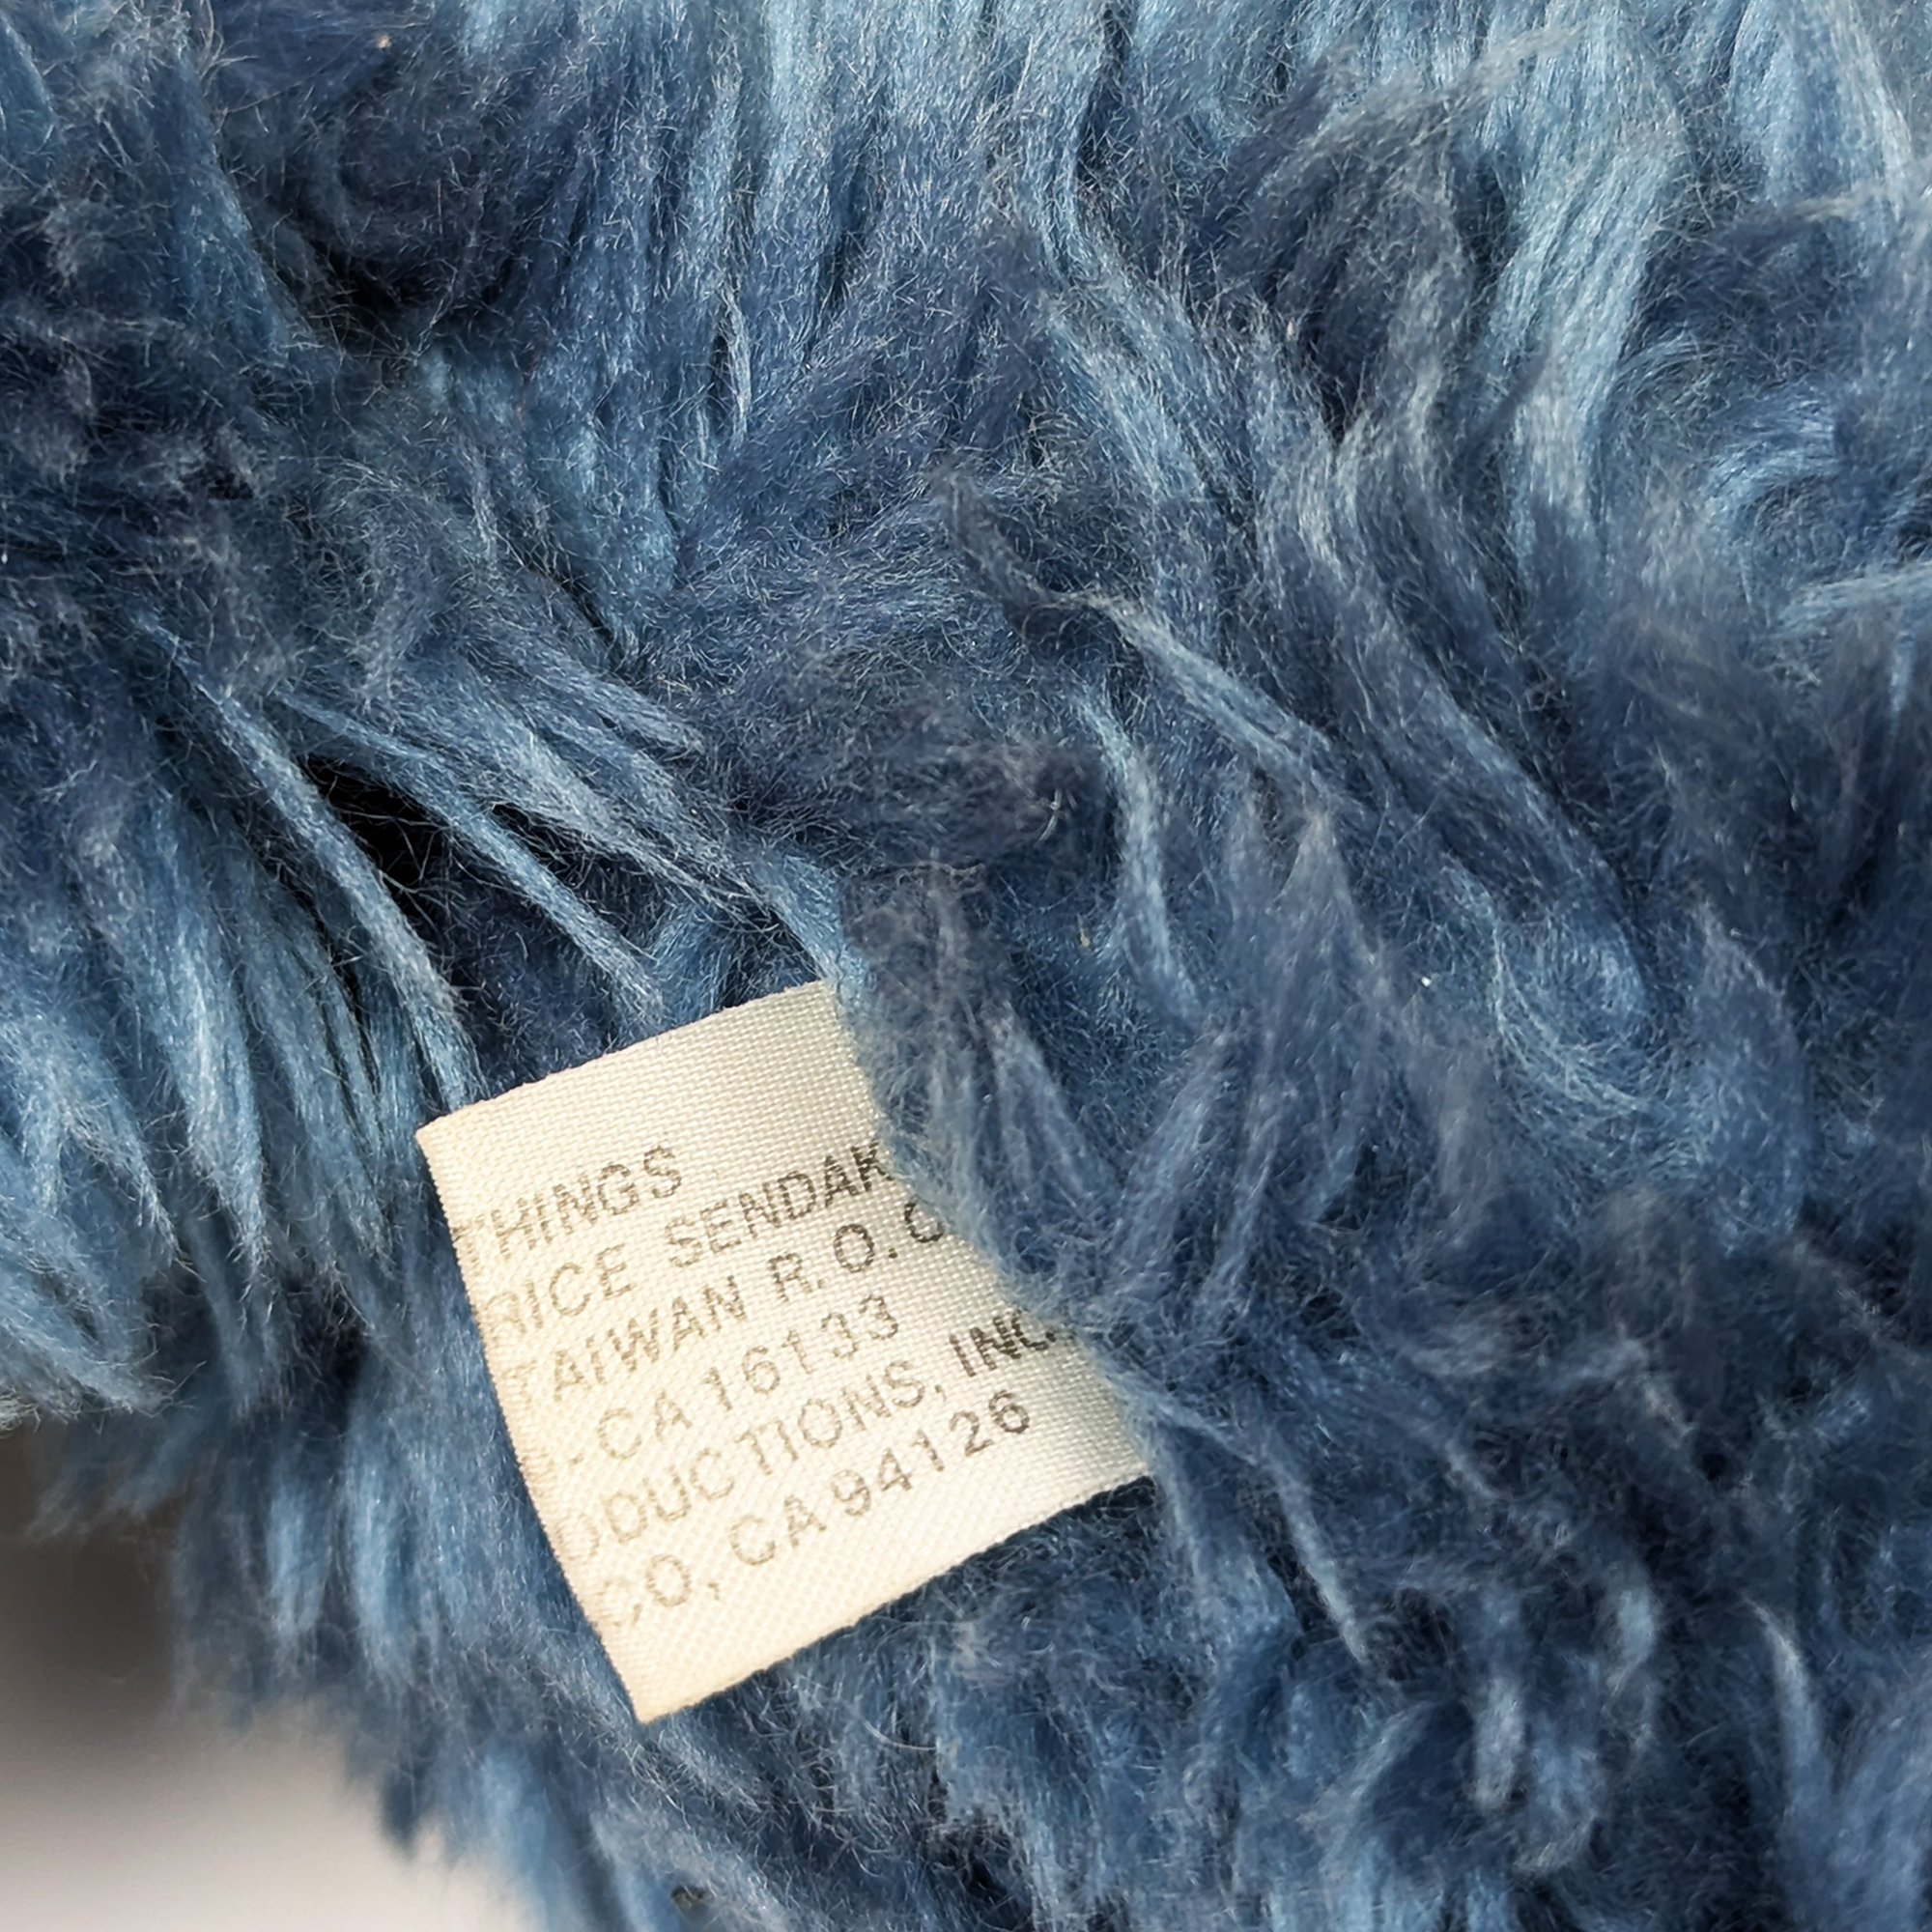 THINGS
RICE SENDAK
TAIWAN R.O.C
-CA 16133
ODUCTIONS, INC.
CO, CA 94126